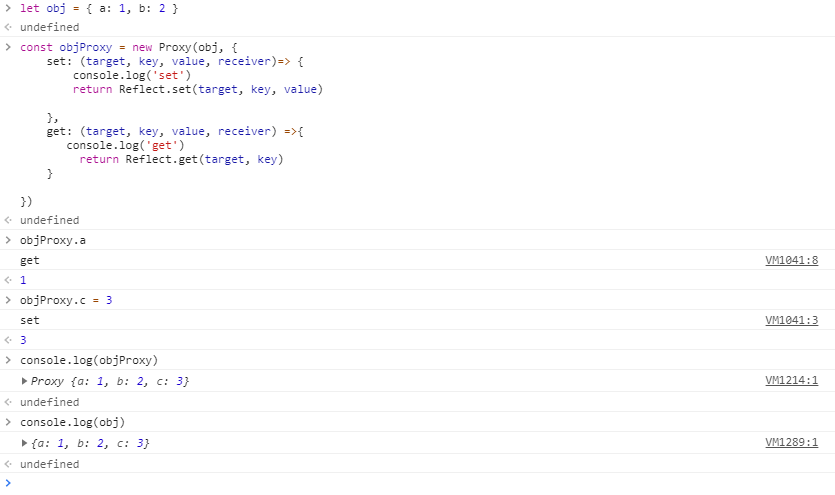 let obj = { a: 1, b: 2 }
undefined
const objProxy = new Proxy(obj, {
    set: (target, key, value, receiver)=> {
        console.log('set')
        return Reflect.set(target, key, value)
    },
    get: (target, key, value, receiver) =>{
       console.log('get')
         return Reflect.get(target, key)
    }
})
undefined
objProxy.a
get VM1041:8
1
objProxy.c = 3
set VM1041:3
3
console.log(objProxy)
Proxy {a: 1, b: 2, c: 3} VM1214:1
undefined
console.log(obj)
{a: 1, b: 2, c: 3} VM1289:1
undefined